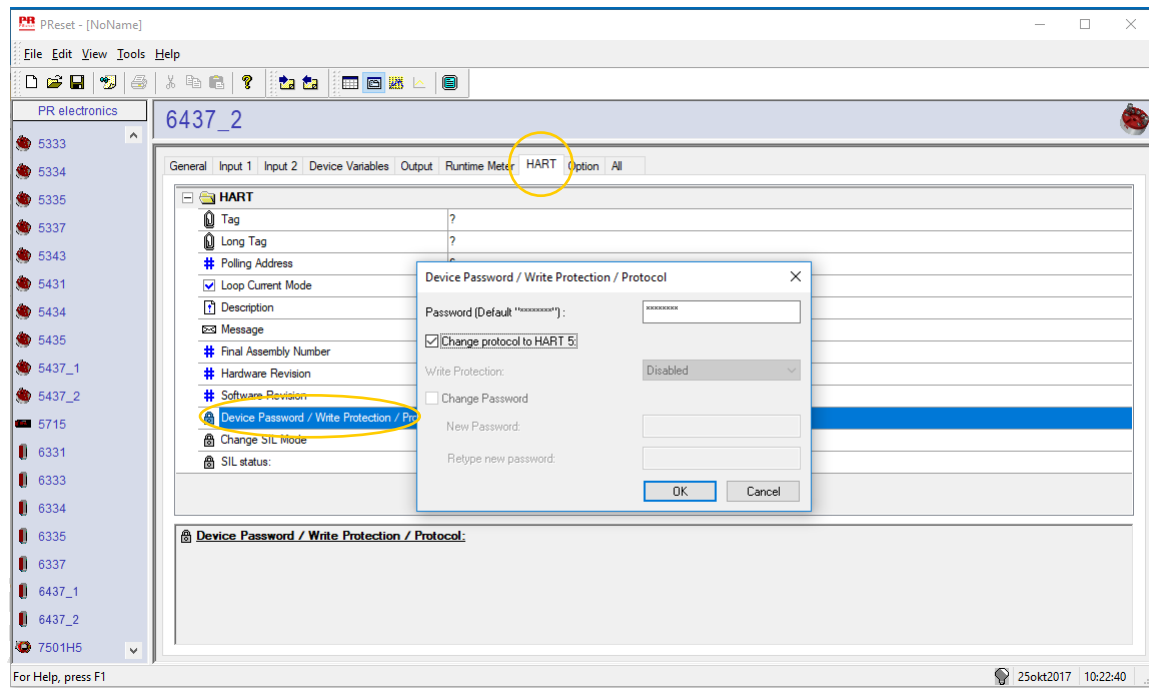 PR PReset - [NoName]
File Edit View Tools Help
PR electronics
5333
5334
5335
5337
5343
5431
5434
5435
5437_1
5437_2
5715
6331
6333
6334
6335
6337
6437_1
6437_2
7501H5
6437_2
General Input 1 Input 2 Device Variables Output Runtime Meter HART Option All
HART
Tag ?
Long Tag ?
Polling Address
Loop Current Mode
Description
Message
Final Assembly Number
Hardware Revision
Software Revision
Device Password / Write Protection / Pro
Change SIL Mode
SIL status:
Device Password / Write Protection / Protocol
Password (Default "********") : ********
Change protocol to HART 5:
Write Protection: Disabled
Change Password
New Password:
Retype new password:
OK Cancel
Device Password / Write Protection / Protocol:
For Help, press F1 25okt2017 10:22:40